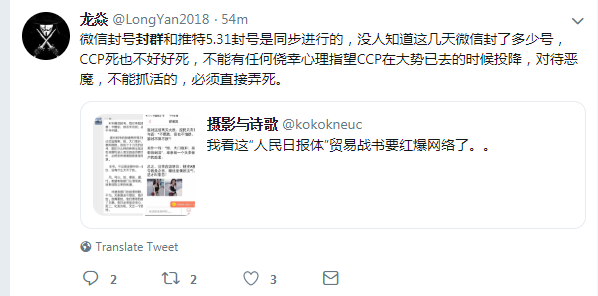 龙焱 @LongYan2018 · 54m
微信封号封群和推特5.31封号是同步进行的，没人知道这几天微信封了多少号，
CCP死也不好好死，不能有任何侥幸心理指望CCP在大势已去的时候投降，对待恶
魔，不能抓活的，必须直接弄死。
摄影与诗歌 @kokokneuc
我看这“人民日报体”贸易战书要红爆网络了。。
Translate Tweet
2 2 3